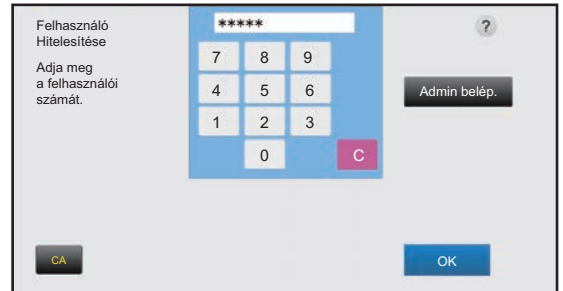 Felhasználó
Hitelesítése
Adja meg
a felhasználói
számát.
*****
7 8 9
4 5 6
1 2 3
0 C
?
Admin belép.
CA
OK